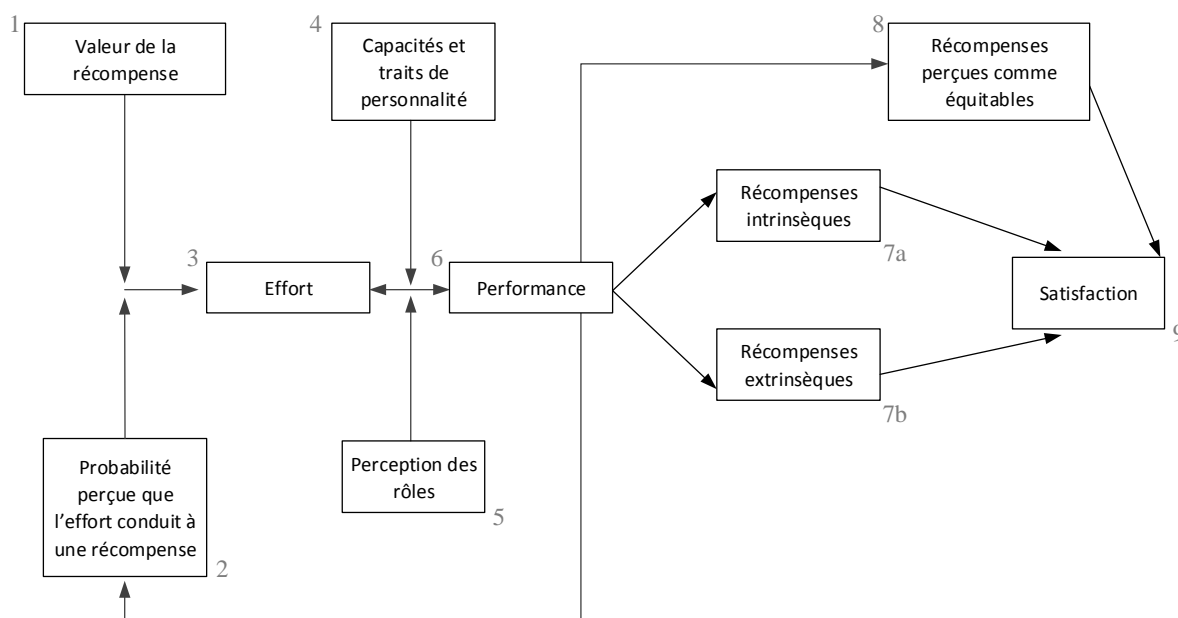 1
Valeur de la
récompense
4
Capacités et
traits de
personnalité
8
Récompenses
perçues comme
équitables
Récompenses
intrinsèques
7a
3
Effort
6
Performance
Satisfaction
9
Récompenses
extrinsèques
7b
Probabilité
perçue que
l’effort conduit à
une récompense
2
Perception des
rôles
5